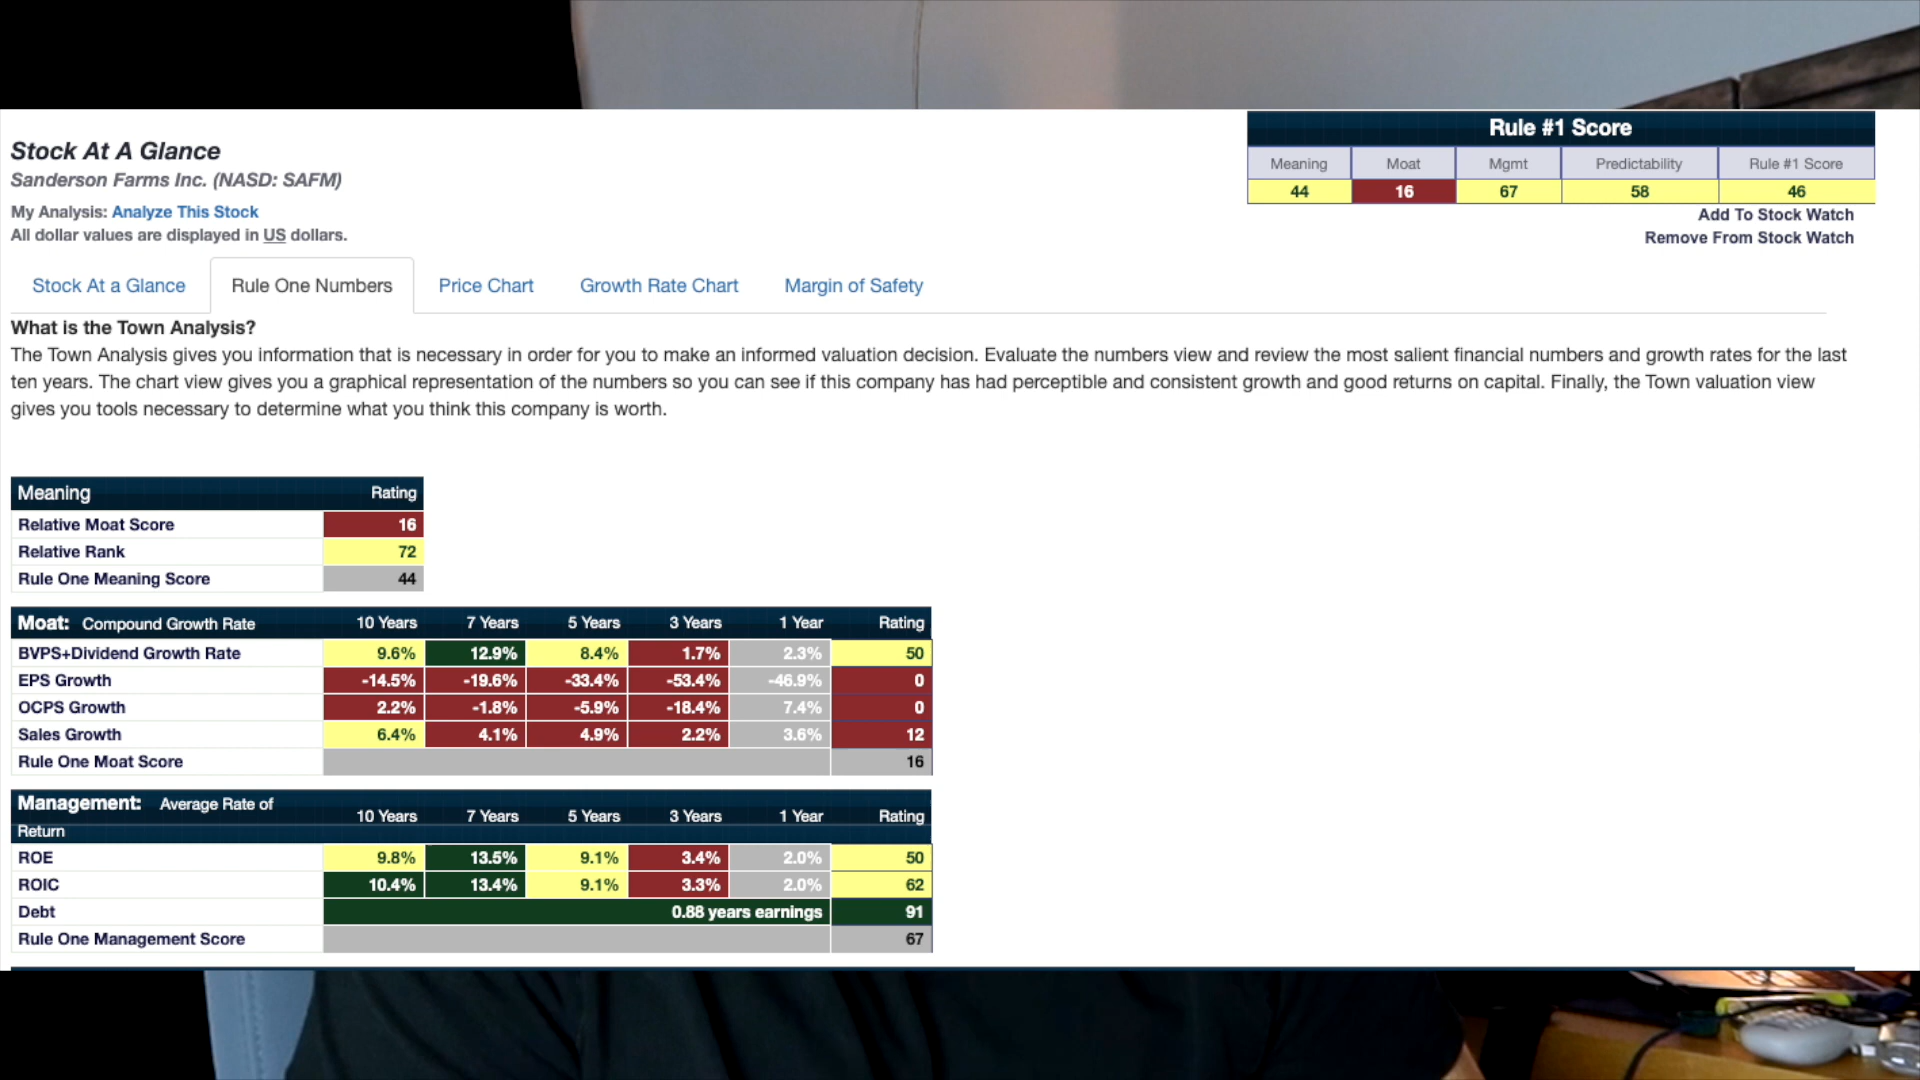 Stock At A Glance
Sanderson Farms Inc. (NASD: SAFM)
My Analysis: Analyze This Stock
All dollar values are displayed in US dollars.
Rule #1 Score
Meaning Moat Mgmt Predictability Rule #1 Score
44 16 67 58 46
Add To Stock Watch
Remove From Stock Watch
Stock At a Glance Rule One Numbers Price Chart Growth Rate Chart Margin of Safety
What is the Town Analysis?
The Town Analysis gives you information that is necessary in order for you to make an informed valuation decision. Evaluate the numbers view and review the most salient financial numbers and growth rates for the last
ten years. The chart view gives you a graphical representation of the numbers so you can see if this company has had perceptible and consistent growth and good returns on capital. Finally, the Town valuation view
gives you tools necessary to determine what you think this company is worth.
Meaning Rating
Relative Moat Score 16
Relative Rank 72
Rule One Meaning Score 44
Moat: Compound Growth Rate 10 Years 7 Years 5 Years 3 Years 1 Year Rating
BVPS+Dividend Growth Rate 9.6% 12.9% 8.4% 1.7% 2.3% 50
EPS Growth -14.5% -19.6% -33.4% -53.4% -46.9% 0
OCPS Growth 2.2% -1.8% -5.9% -18.4% 7.4% 0
Sales Growth 6.4% 4.1% 4.9% 2.2% 3.6% 12
Rule One Moat Score 16
Management: Average Rate of
Return 10 Years 7 Years 5 Years 3 Years 1 Year Rating
ROE 9.8% 13.5% 9.1% 3.4% 2.0% 50
ROIC 10.4% 13.4% 9.1% 3.3% 2.0% 62
Debt 0.88 years earnings 91
Rule One Management Score 67